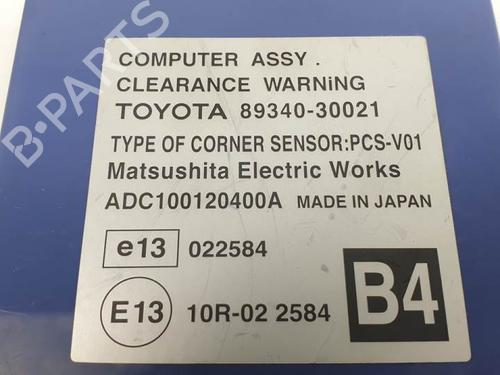 B-PARTS
COMPUTER ASSY .
CLEARANCE WARNiNG
TOYOTA 89340-30021
TYPE OF CORNER SENSOR:PCS-V01
Matsushita Electric Works
ADC100120400A MADE IN JAPAN
e13 022584
E13 10R-02 2584
B4